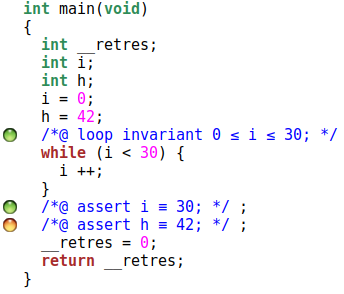 int main(void)
{
  int __retres;
  int i;
  int h;
  i = 0;
  h = 42;
  /*@ loop invariant 0 ≤ i ≤ 30; */
  while (i < 30) {
    i ++;
  }
  /*@ assert i ≡ 30; */ ;
  /*@ assert h ≡ 42; */ ;
  __retres = 0;
  return __retres;
}